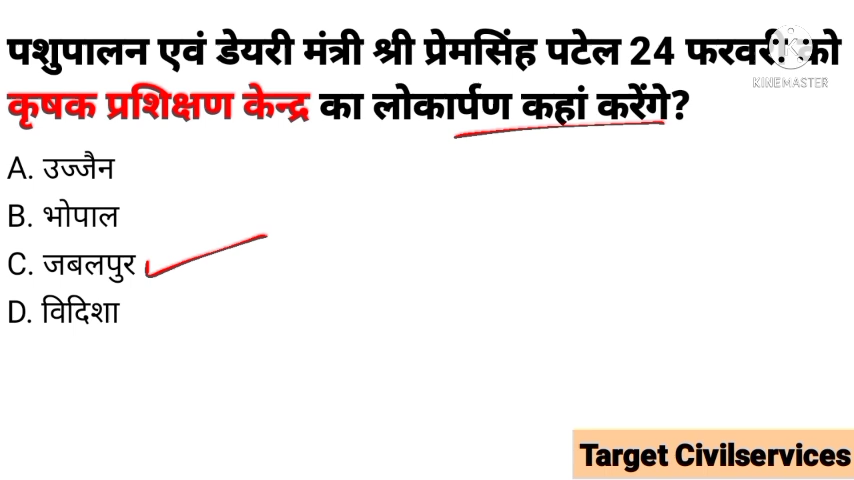 पशुपालन एवं डेयरी मंत्री श्री प्रेमसिंह पटेल 24 फरवरी को
KINEMASTER
कृषक प्रशिक्षण केन्द्र का लोकार्पण कहां करेंगे?
A. उज्जैन
B. भोपाल
C. जबलपुर
D. विदिशा
Target Civilservices